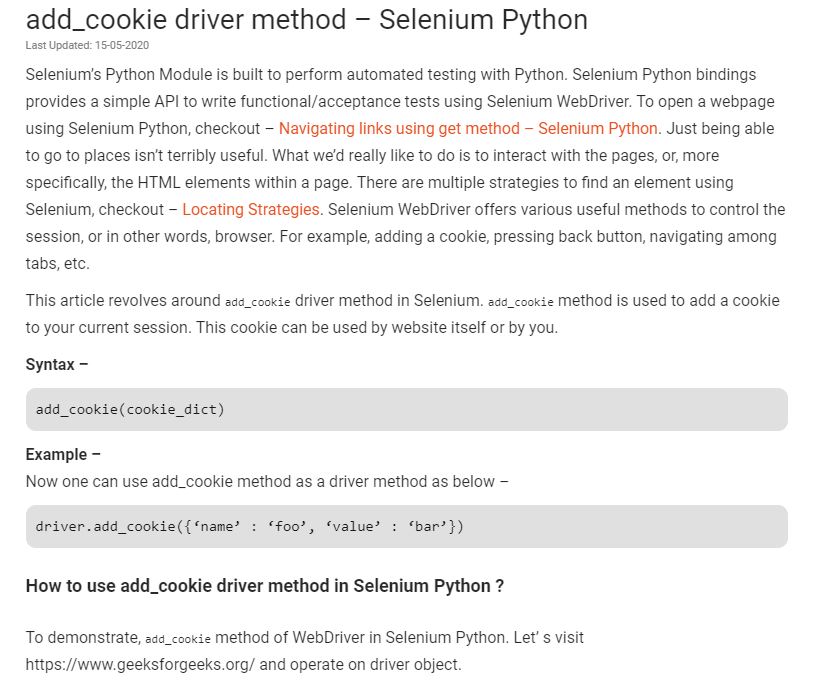 add_cookie driver method – Selenium Python
Last Updated: 15-05-2020
Selenium’s Python Module is built to perform automated testing with Python. Selenium Python bindings
provides a simple API to write functional/acceptance tests using Selenium WebDriver. To open a webpage
using Selenium Python, checkout – Navigating links using get method – Selenium Python. Just being able
to go to places isn’t terribly useful. What we’d really like to do is to interact with the pages, or, more
specifically, the HTML elements within a page. There are multiple strategies to find an element using
Selenium, checkout – Locating Strategies. Selenium WebDriver offers various useful methods to control the
session, or in other words, browser. For example, adding a cookie, pressing back button, navigating among
tabs, etc.
This article revolves around add_cookie driver method in Selenium. add_cookie method is used to add a cookie
to your current session. This cookie can be used by website itself or by you.
Syntax –
add_cookie(cookie_dict)
Example –
Now one can use add_cookie method as a driver method as below –
driver.add_cookie({‘name’ : ‘foo’, ‘value’ : ‘bar’})
How to use add_cookie driver method in Selenium Python ?
To demonstrate, add_cookie method of WebDriver in Selenium Python. Let’ s visit
https://www.geeksforgeeks.org/ and operate on driver object.